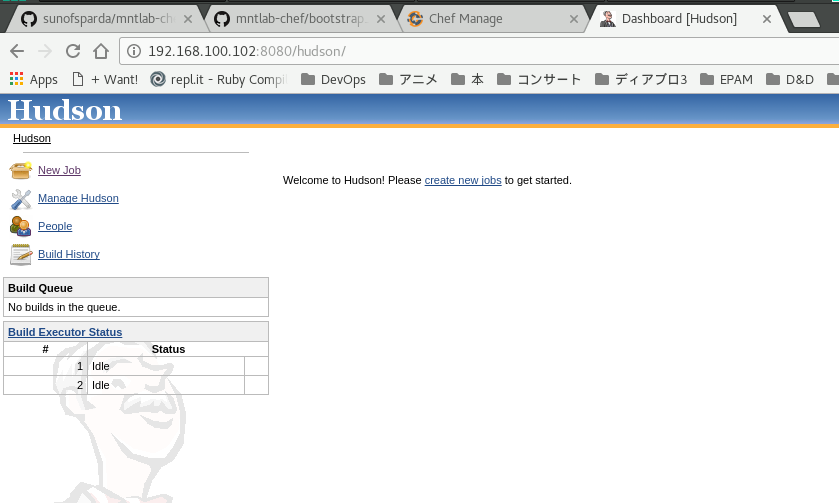 sunofsparda/mntlab-che
mntlab-chef/bootstrap.
Chef Manage
Dashboard [Hudson]
192.168.100.102:8080/hudson/
Apps
+ Want!
repl.it - Ruby Compil
DevOps
アニメ
本
コンサート
ディアブロ3
EPAM
D&D
Hudson
Hudson
New Job
Manage Hudson
People
Build History
Welcome to Hudson! Please create new jobs to get started.
Build Queue
No builds in the queue.
Build Executor Status
# Status
1 Idle
2 Idle